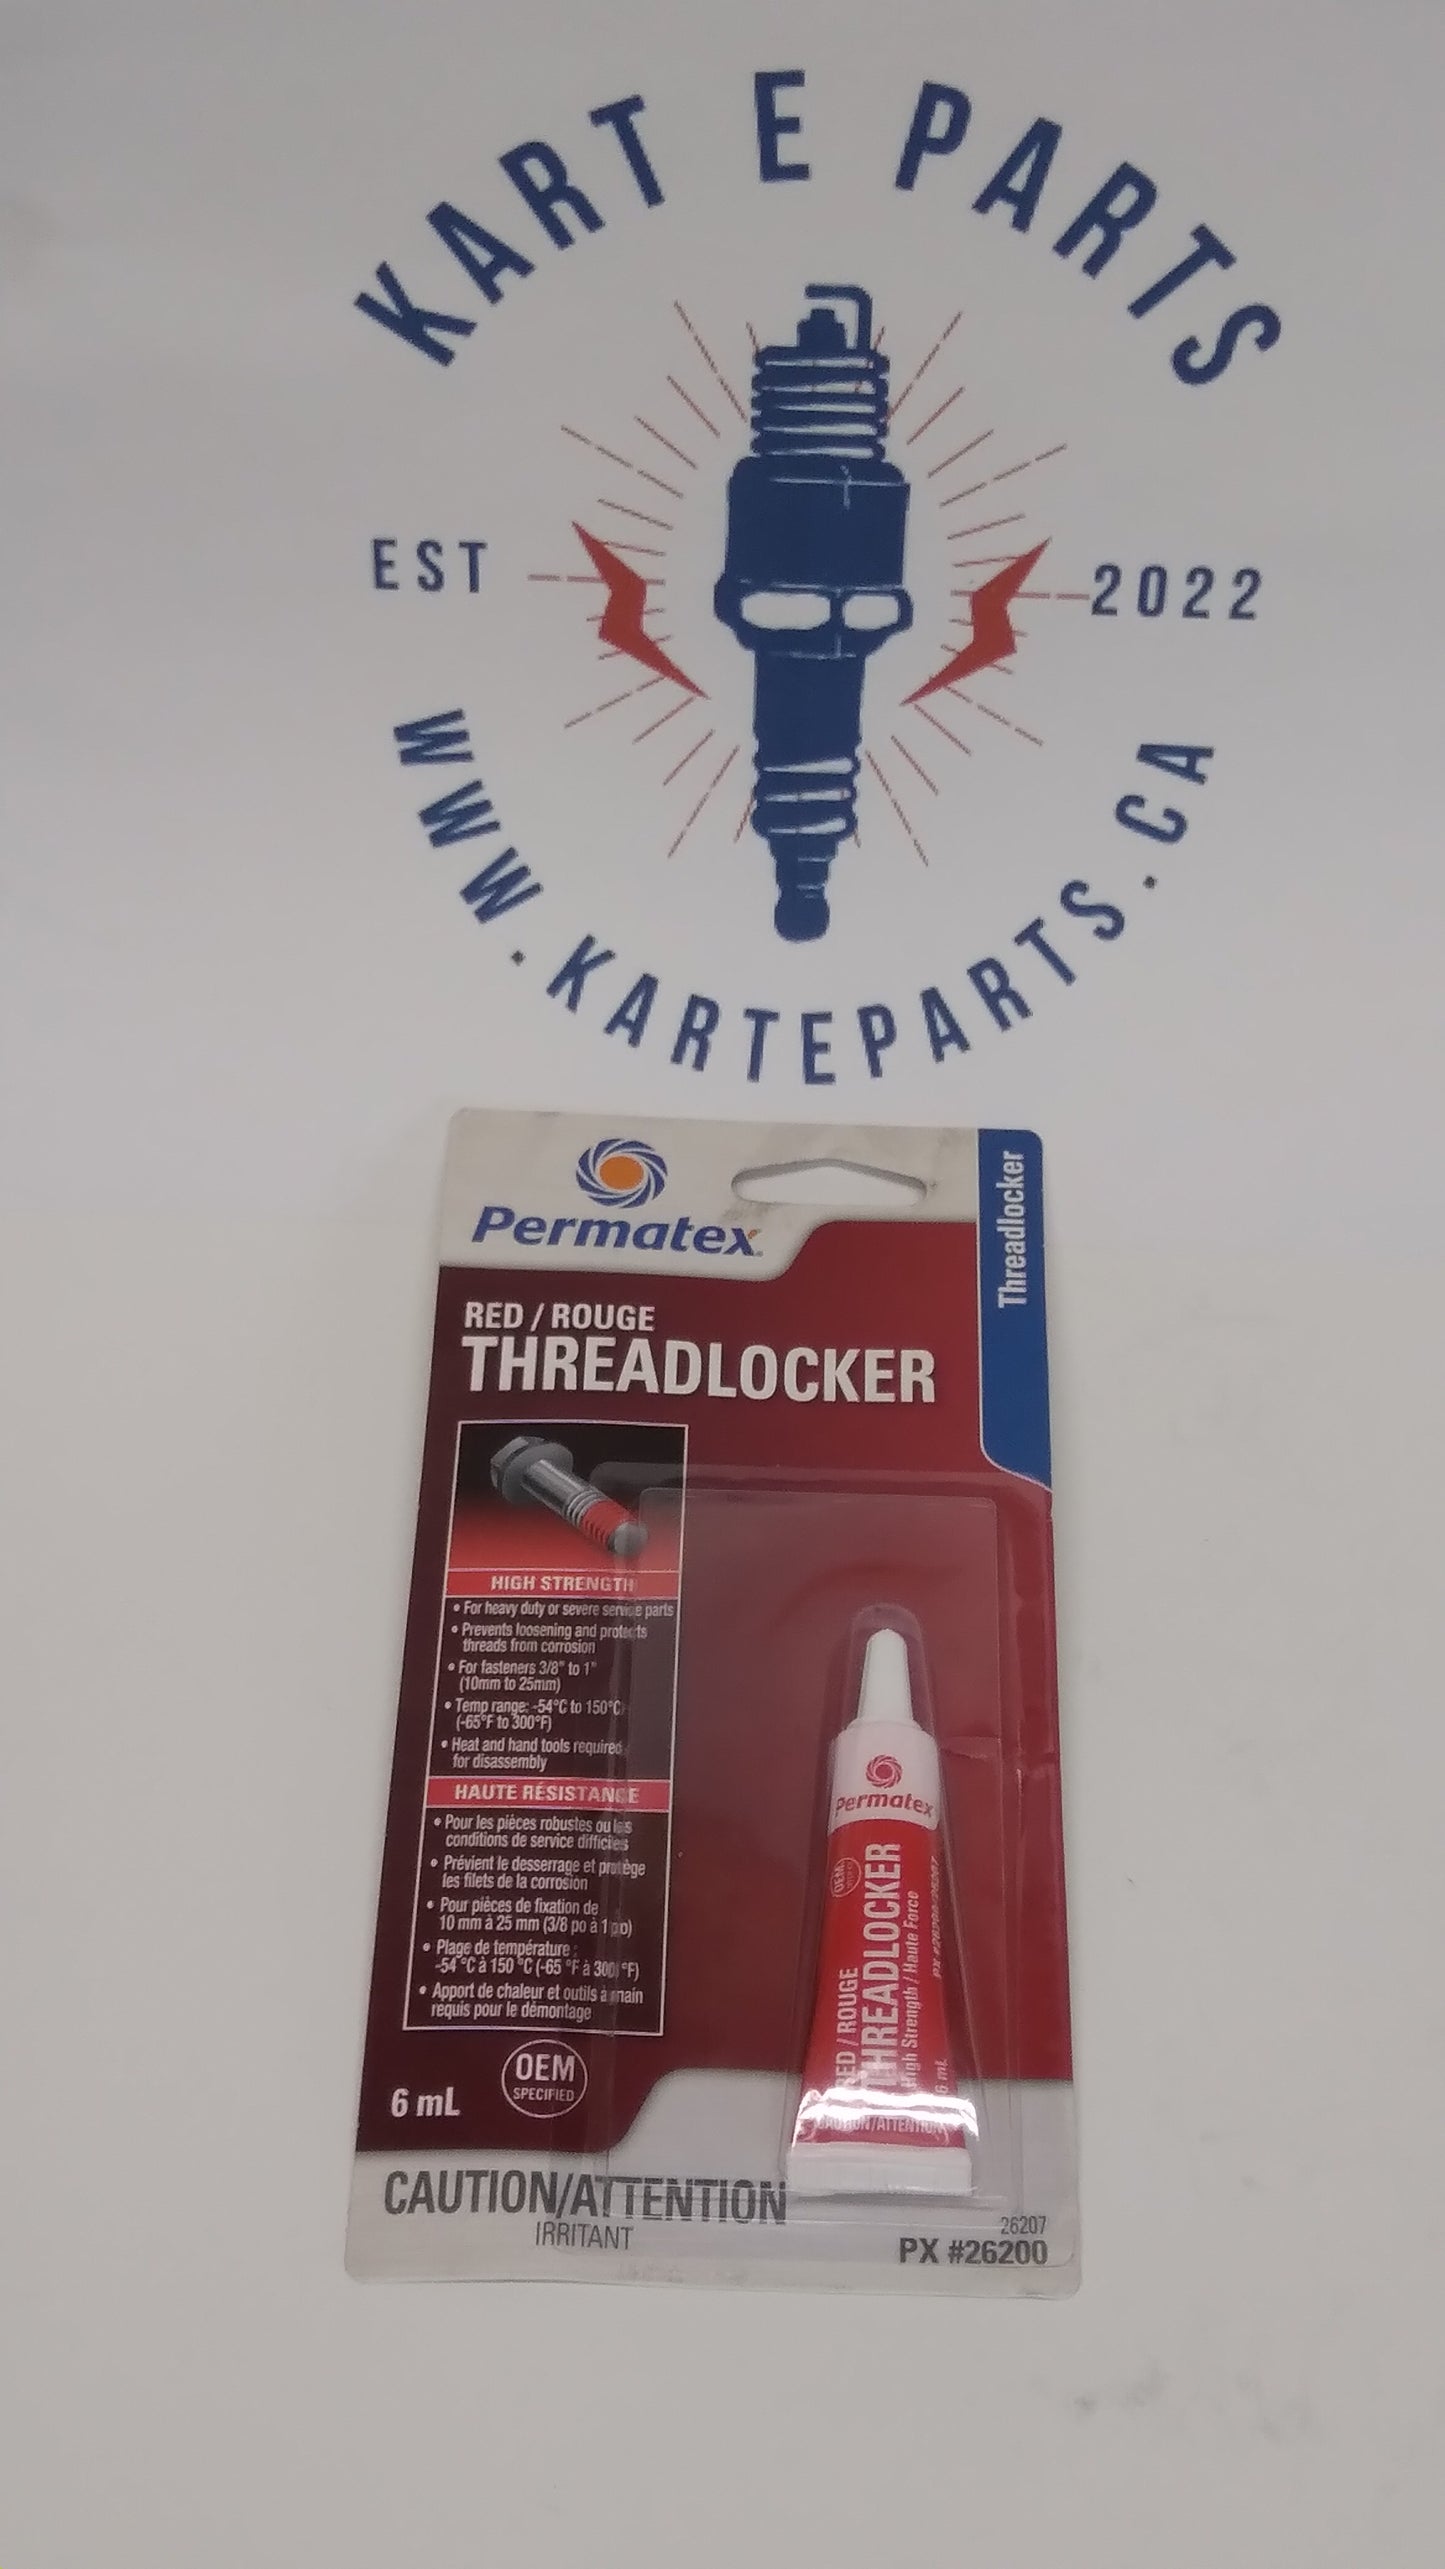 KART E PARTS
EST 2022
WWW.KARTEPARTS.CA
Permatex
Threadlocker
RED / ROUGE
THREADLOCKER
HIGH STRENGTH
• For heavy duty or severe service parts
• Prevents loosening and protects
threads from corrosion
• For fasteners 3/8" to 1"
(10mm to 25mm)
• Temp range: -54°C to 150°C
(-65°F to 300°F)
• Heat and hand tools required
for disassembly
HAUTE RÉSISTANCE
• Pour les pièces robustes ou les
conditions de service difficiles
• Prévient le desserrage et protège
les filets de la corrosion
• Pour pièces de fixation de
10 mm à 25 mm (3/8 po à 1 po)
• Plage de température :
-54 °C à 150 °C (-65 °F à 300 °F)
• Apport de chaleur et outils à main
requis pour le démontage
6 mL
OEM
SPECIFIED
CAUTION/ATTENTION
IRRITANT
26207
PX #26200
Permatex
OEM
RED / ROUGE
THREADLOCKER
High Strength / Haute Force
PX #26200/26207
6 mL
CAUTION/ATTENTION